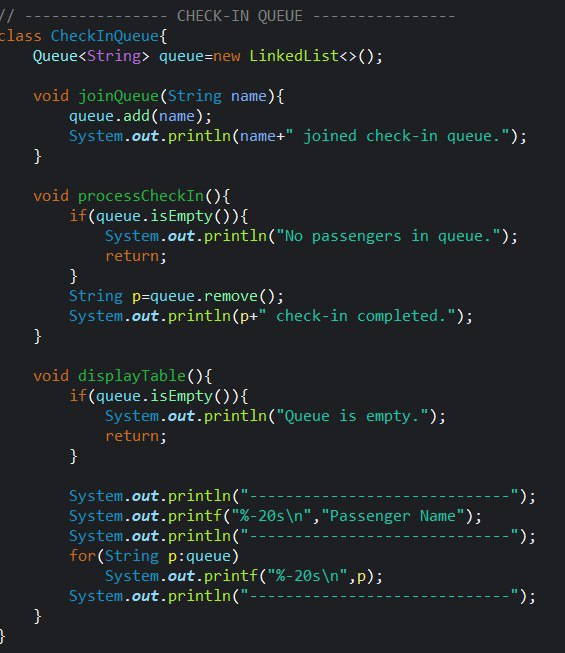 // ---------------- CHECK-IN QUEUE ----------------
class CheckInQueue{
    Queue<String> queue=new LinkedList<>();

    void joinQueue(String name){
        queue.add(name);
        System.out.println(name+" joined check-in queue.");
    }

    void processCheckIn(){
        if(queue.isEmpty()){
            System.out.println("No passengers in queue.");
            return;
        }
        String p=queue.remove();
        System.out.println(p+" check-in completed.");
    }

    void displayTable(){
        if(queue.isEmpty()){
            System.out.println("Queue is empty.");
            return;
        }

        System.out.println("-----------------------------");
        System.out.printf("%-20s\n","Passenger Name");
        System.out.println("-----------------------------");
        for(String p:queue)
            System.out.printf("%-20s\n",p);
        System.out.println("-----------------------------");
    }
}